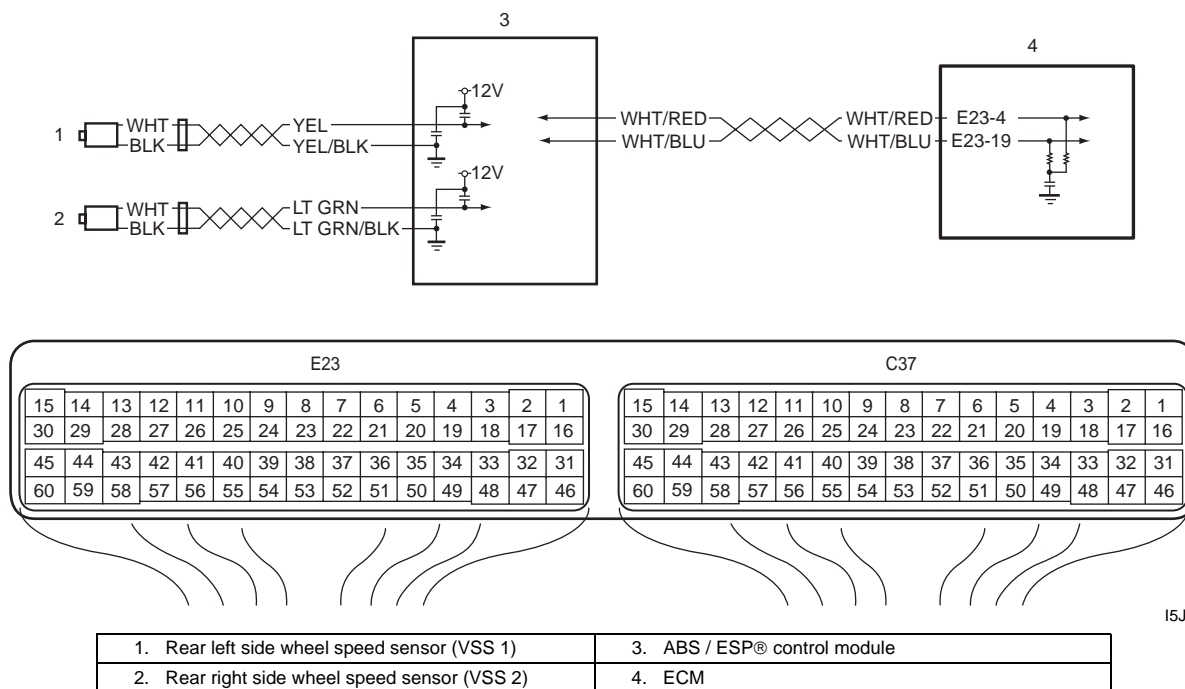 3
4
12V
1 WHT YEL
BLK YEL/BLK
WHT/RED WHT/RED E23-4
WHT/BLU WHT/BLU E23-19
12V
2 WHT LT GRN
BLK LT GRN/BLK
E23 C37
15 14 13 12 11 10 9 8 7 6 5 4 3 2 1 15 14 13 12 11 10 9 8 7 6 5 4 3 2 1
30 29 28 27 26 25 24 23 22 21 20 19 18 17 16 30 29 28 27 26 25 24 23 22 21 20 19 18 17 16
45 44 43 42 41 40 39 38 37 36 35 34 33 32 31 45 44 43 42 41 40 39 38 37 36 35 34 33 32 31
60 59 58 57 56 55 54 53 52 51 50 49 48 47 46 60 59 58 57 56 55 54 53 52 51 50 49 48 47 46
I5J
1. Rear left side wheel speed sensor (VSS 1) 3. ABS / ESP® control module
2. Rear right side wheel speed sensor (VSS 2) 4. ECM